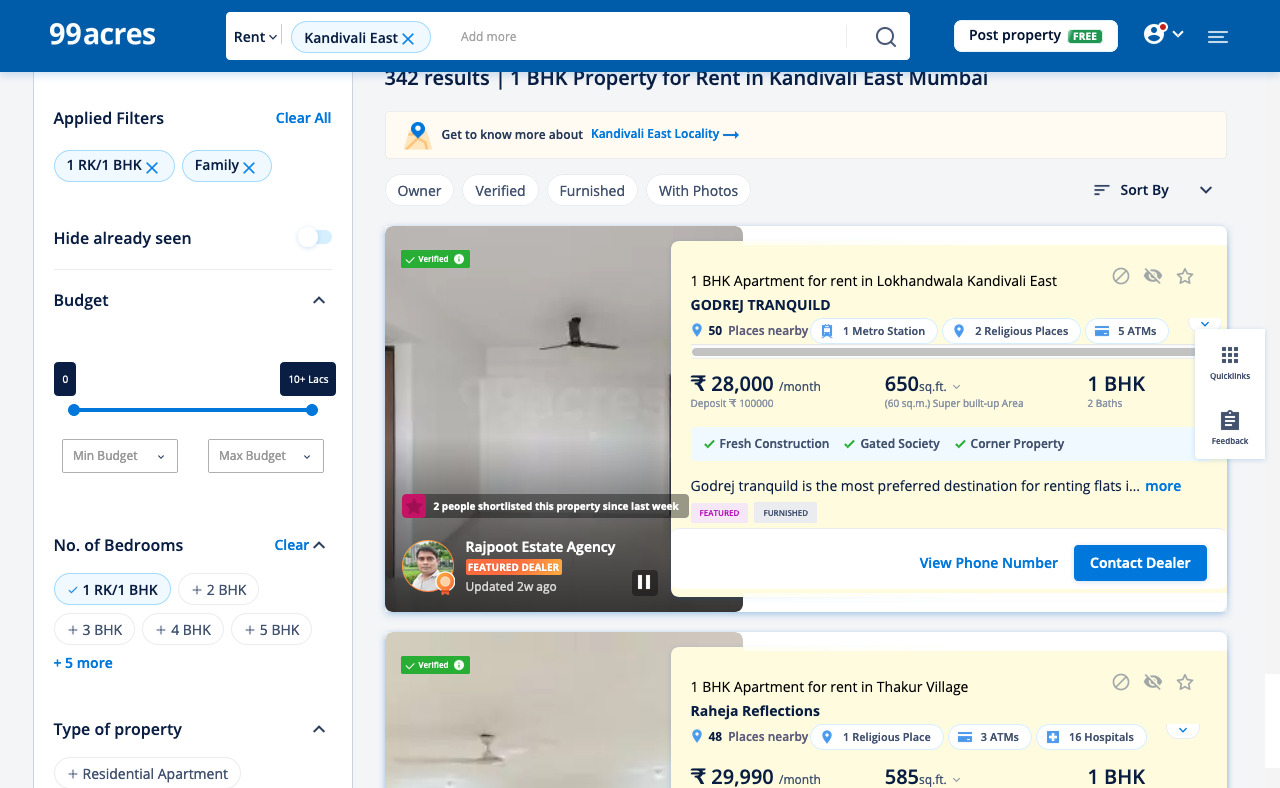 99acres
Rent
Kandivali East
Add more
Post property FREE
342 results | 1 BHK Property for Rent in Kandivali East Mumbai
Applied Filters
Clear All
1 RK/1 BHK
Family
Hide already seen
Budget
0
10+ Lacs
Min Budget
Max Budget
No. of Bedrooms
Clear
1 RK/1 BHK
+ 2 BHK
+ 3 BHK
+ 4 BHK
+ 5 BHK
+ 5 more
Type of property
+ Residential Apartment
Get to know more about Kandivali East Locality
Owner
Verified
Furnished
With Photos
Sort By
Verified
99acres
2 people shortlisted this property since last week
Rajpoot Estate Agency
FEATURED DEALER
Updated 2w ago
1 BHK Apartment for rent in Lokhandwala Kandivali East
GODREJ TRANQUILD
50 Places nearby
1 Metro Station
2 Religious Places
5 ATMs
₹ 28,000 /month
Deposit ₹ 100000
650sq.ft.
(60 sq.m.) Super built-up Area
1 BHK
2 Baths
Fresh Construction
Gated Society
Corner Property
Godrej tranquild is the most preferred destination for renting flats i... more
FEATURED
FURNISHED
View Phone Number
Contact Dealer
Quicklinks
Feedback
Verified
1 BHK Apartment for rent in Thakur Village
Raheja Reflections
48 Places nearby
1 Religious Place
3 ATMs
16 Hospitals
₹ 29,990 /month
585sq.ft.
1 BHK